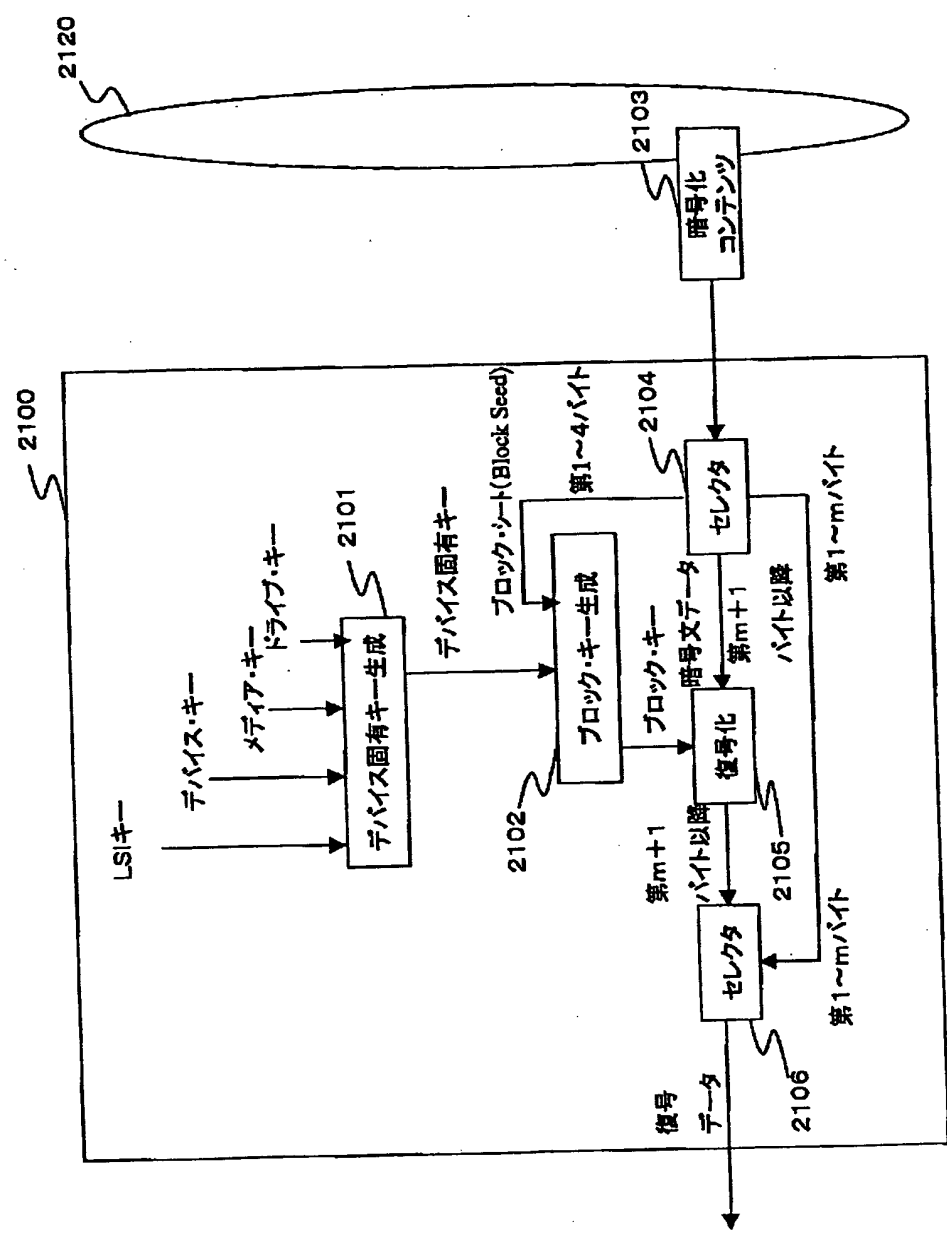 2100
2120
LSIキー
デバイス・キー
メディア・キー
ドライブ・キー
2101
デバイス固有キー生成
デバイス固有キー
ブロック・シート(Block Seed)
第1~4バイト
2102
ブロック・キー生成
ブロック・キー
2103
暗号化
コンテンツ
2104
セレクタ
暗号文データ
第m+1
バイト以降
第1~mバイト
復号化
2105
第m+1
バイト以降
セレクタ
2106
第1~mバイト
復号
データ